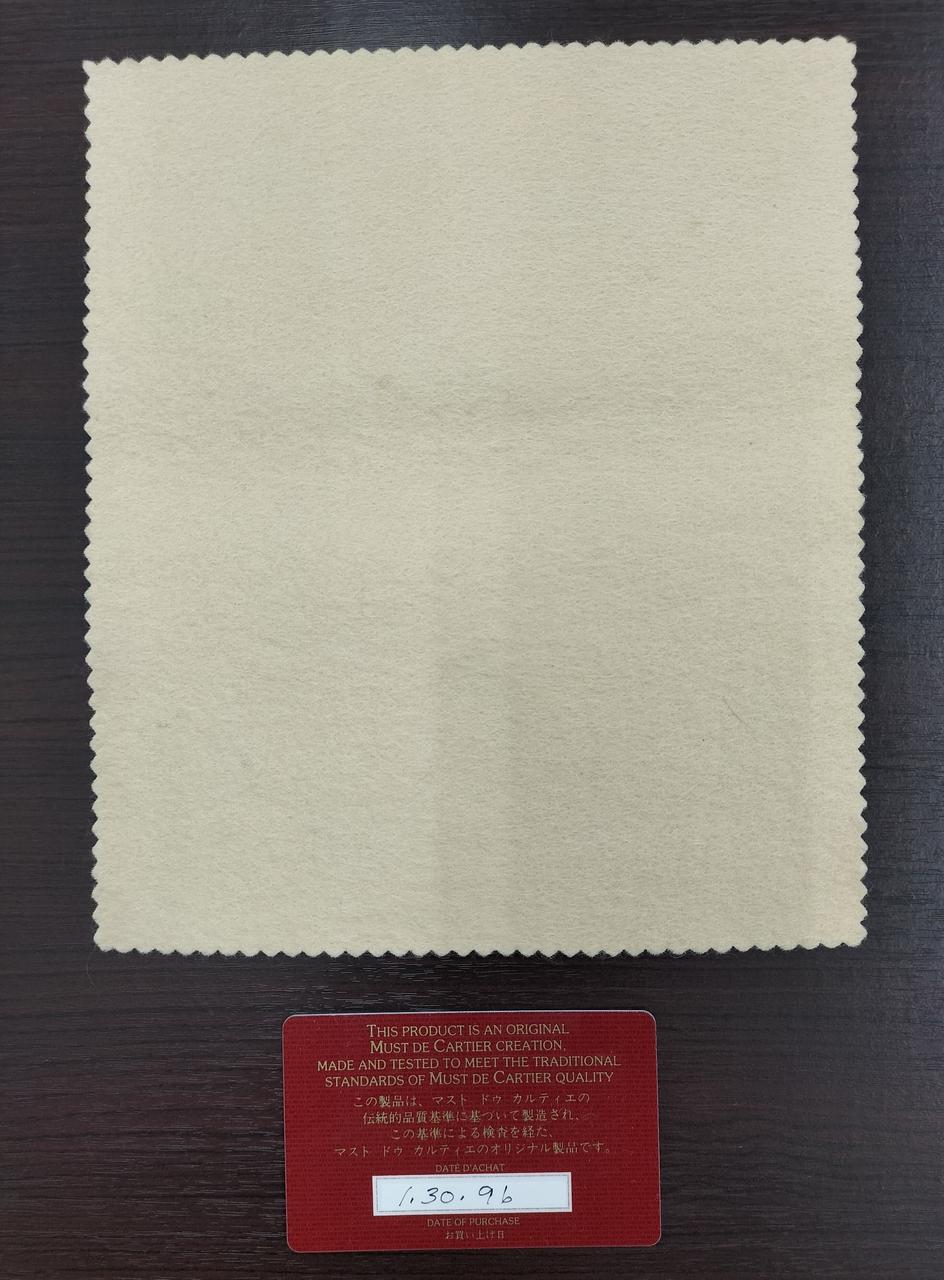 THIS PRODUCT IS AN ORIGINAL
MUST DE CARTIER CREATION,
MADE AND TESTED TO MEET THE TRADITIONAL
STANDARDS OF MUST DE CARTIER QUALITY
この製品は、マスト ドゥ カルティエの
伝統的品質基準に基づいて製造され、
この基準による検査を経た、
マスト ドゥ カルティエのオリジナル製品です。
DATE D'ACHAT
1.30.96
DATE OF PURCHASE
お買い上げ日